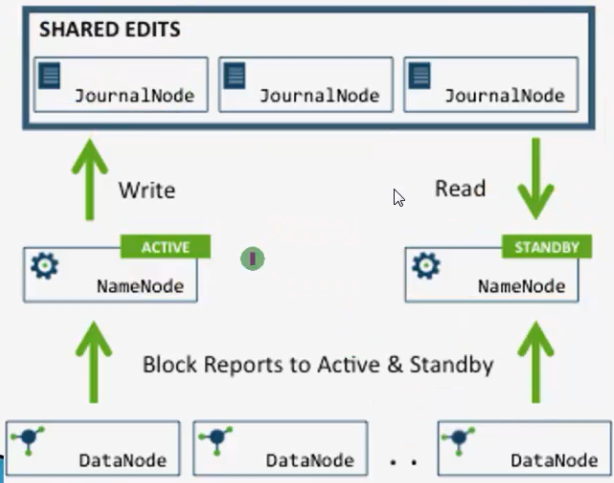 SHARED EDITS
JournalNode JournalNode JournalNode
Write Read
ACTIVE STANDBY
NameNode NameNode
Block Reports to Active & Standby
DataNode DataNode .. DataNode